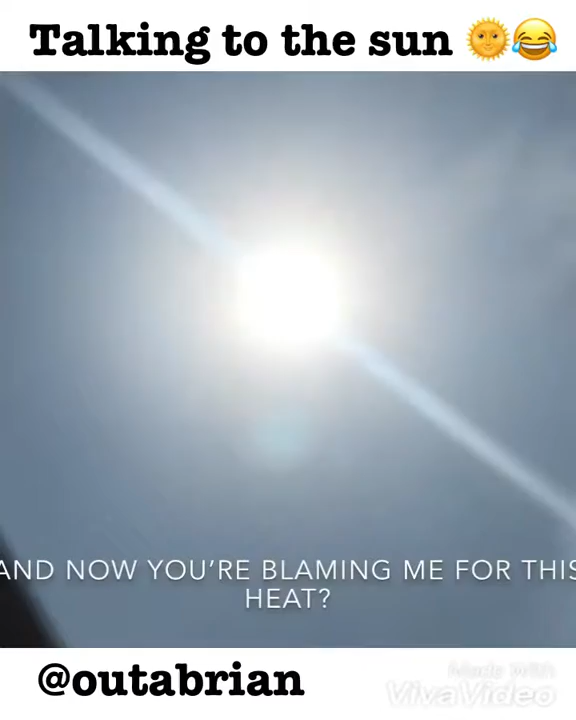 Talking to the sun 🌞😂
AND NOW YOU'RE BLAMING ME FOR THIS
HEAT?
@outabrian
Made With
VivaVideo